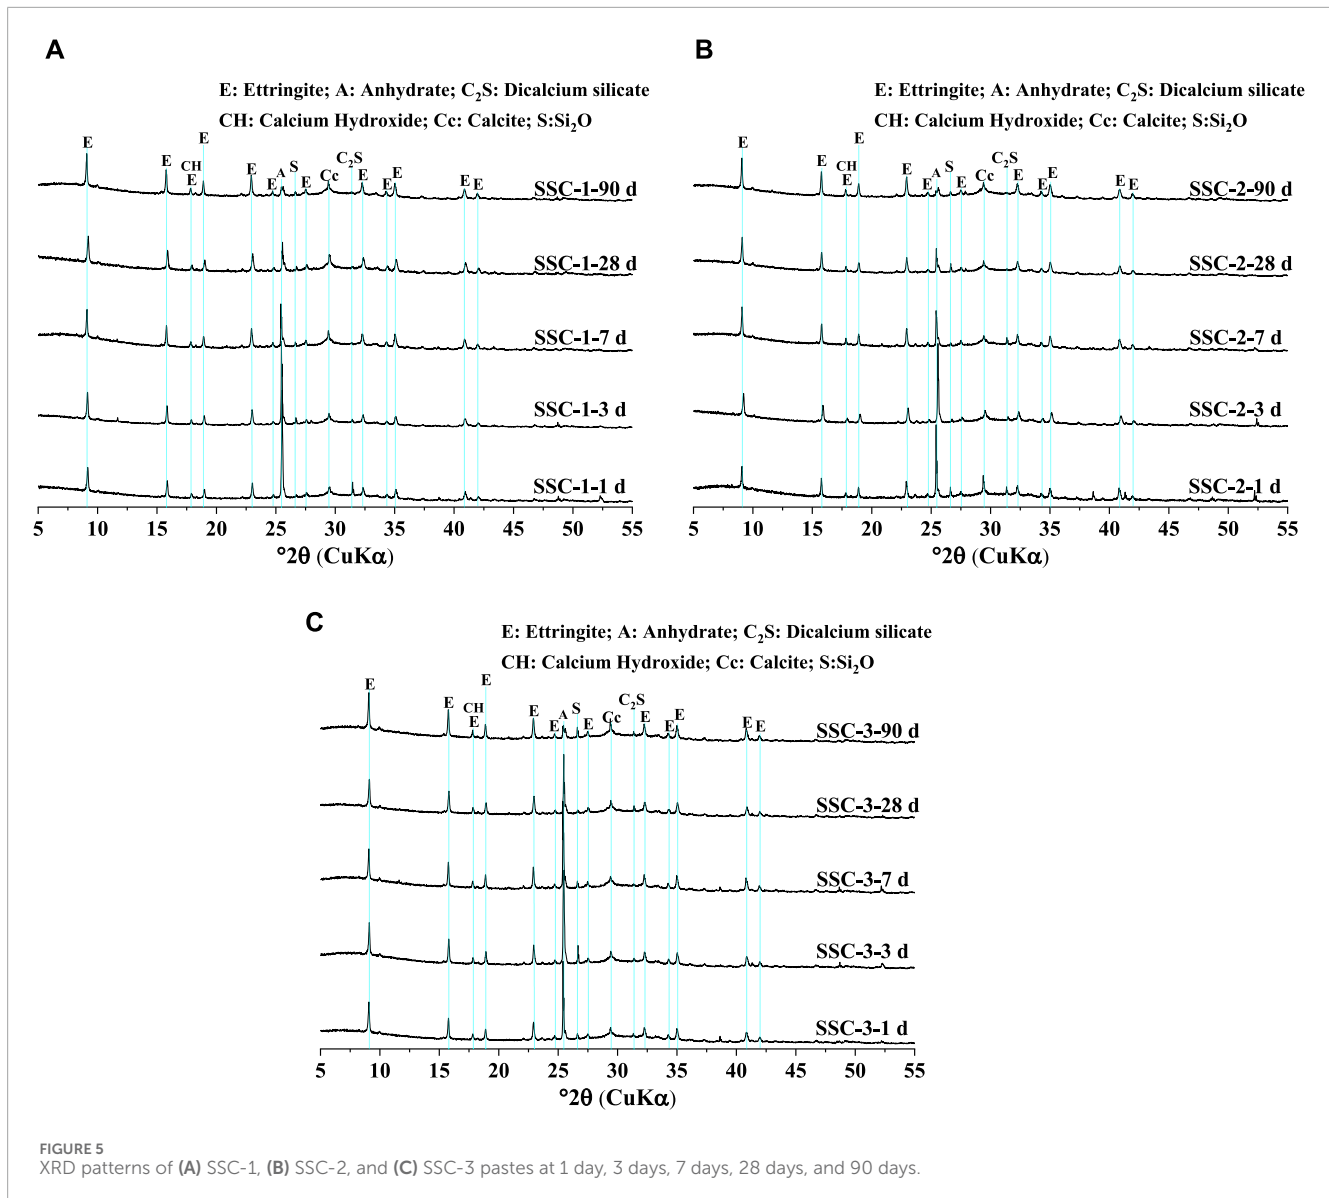 A
E: Ettringite; A: Anhydrate; C₂S: Dicalcium silicate
CH: Calcium Hydroxide; Cc: Calcite; S:Si₂O
E E CH E E E E A S E Cc C₂S E E E E E
SSC-1-90 d
SSC-1-28 d
SSC-1-7 d
SSC-1-3 d
SSC-1-1 d
5 10 15 20 25 30 35 40 45 50 55
°2θ (CuKα)
B
E: Ettringite; A: Anhydrate; C₂S: Dicalcium silicate
CH: Calcium Hydroxide; Cc: Calcite; S:Si₂O
E E CH E E E E A S E Cc C₂S E E E E E
SSC-2-90 d
SSC-2-28 d
SSC-2-7 d
SSC-2-3 d
SSC-2-1 d
5 10 15 20 25 30 35 40 45 50 55
°2θ (CuKα)
C
E: Ettringite; A: Anhydrate; C₂S: Dicalcium silicate
CH: Calcium Hydroxide; Cc: Calcite; S:Si₂O
E E CH E E E E A S E Cc C₂S E E E E E
SSC-3-90 d
SSC-3-28 d
SSC-3-7 d
SSC-3-3 d
SSC-3-1 d
5 10 15 20 25 30 35 40 45 50 55
°2θ (CuKα)
FIGURE 5
XRD patterns of (A) SSC-1, (B) SSC-2, and (C) SSC-3 pastes at 1 day, 3 days, 7 days, 28 days, and 90 days.